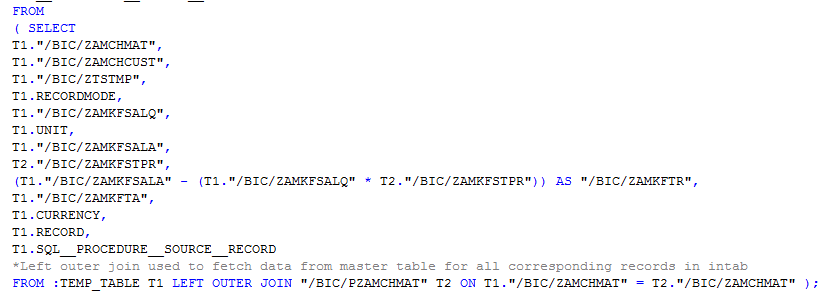 FROM
( SELECT
T1."/BIC/ZAMCHMAT",
T1."/BIC/ZAMCHCUST",
T1."/BIC/ZTSTMP",
T1.RECORDMODE,
T1."/BIC/ZAMKFSALQ",
T1.UNIT,
T1."/BIC/ZAMKFSALA",
T2."/BIC/ZAMKFSTPR",
(T1."/BIC/ZAMKFSALA" - (T1."/BIC/ZAMKFSALQ" * T2."/BIC/ZAMKFSTPR")) AS "/BIC/ZAMKFTR",
T1."/BIC/ZAMKFTA",
T1.CURRENCY,
T1.RECORD,
T1.SQL__PROCEDURE__SOURCE__RECORD
*Left outer join used to fetch data from master table for all corresponding records in intab
FROM :TEMP_TABLE T1 LEFT OUTER JOIN "/BIC/PZAMCHMAT" T2 ON T1."/BIC/ZAMCHMAT" = T2."/BIC/ZAMCHMAT" );